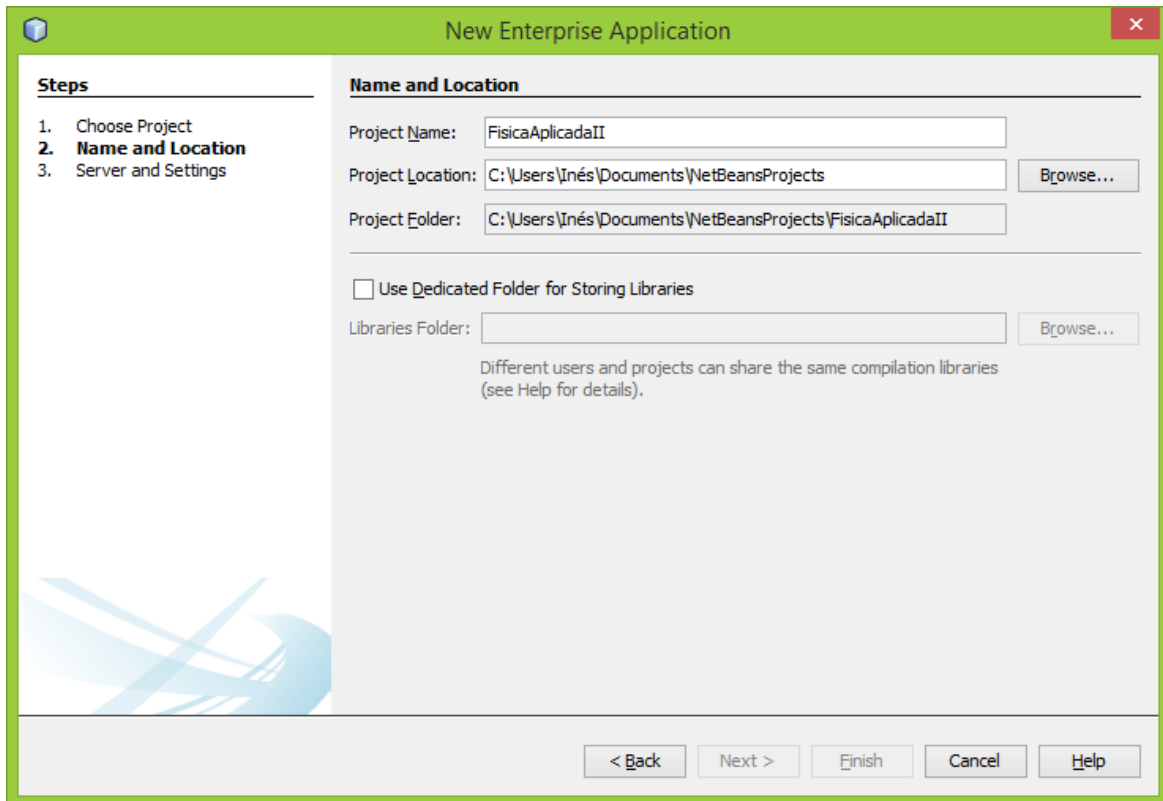 New Enterprise Application
Steps
1. Choose Project
2. Name and Location
3. Server and Settings
Name and Location
Project Name: FisicaAplicadaII
Project Location: C:\Users\Inés\Documents\NetBeansProjects Browse...
Project Folder: C:\Users\Inés\Documents\NetBeansProjects\FisicaAplicadaII
Use Dedicated Folder for Storing Libraries
Libraries Folder: Browse...
Different users and projects can share the same compilation libraries
(see Help for details).
< Back Next > Finish Cancel Help